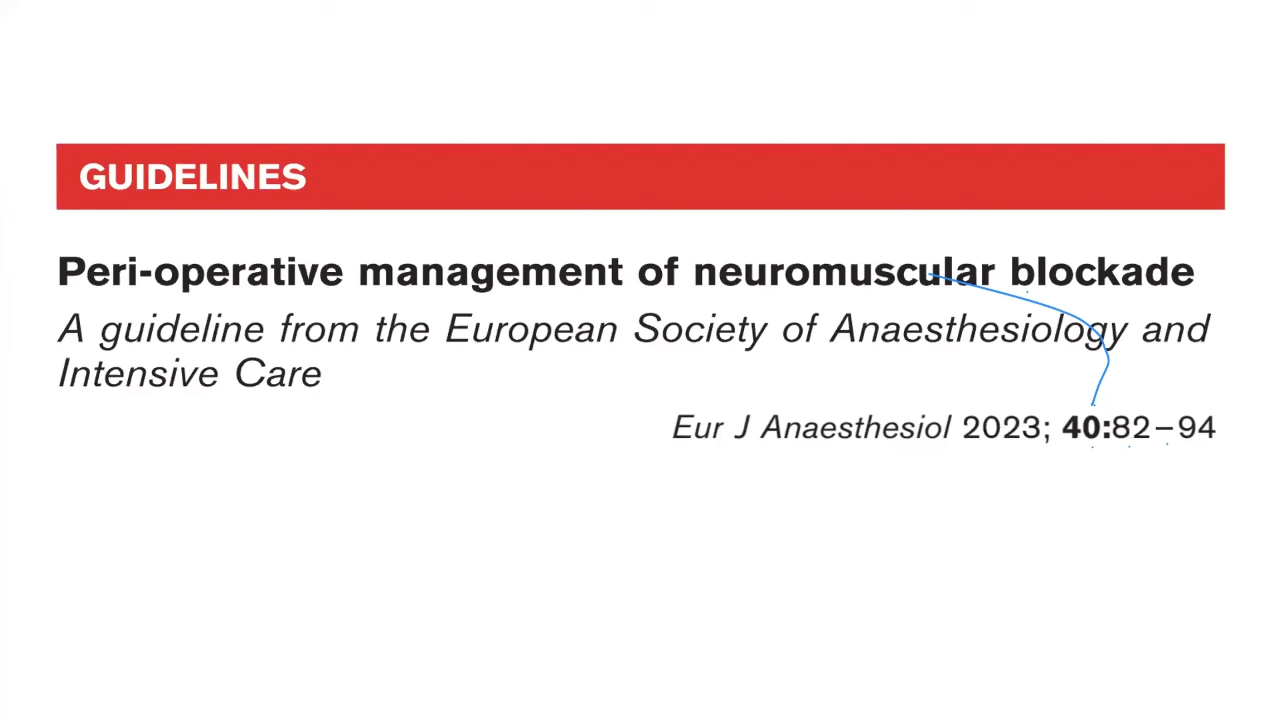 GUIDELINES
Peri-operative management of neuromuscular blockade
A guideline from the European Society of Anaesthesiology and
Intensive Care
Eur J Anaesthesiol 2023; 40:82–94